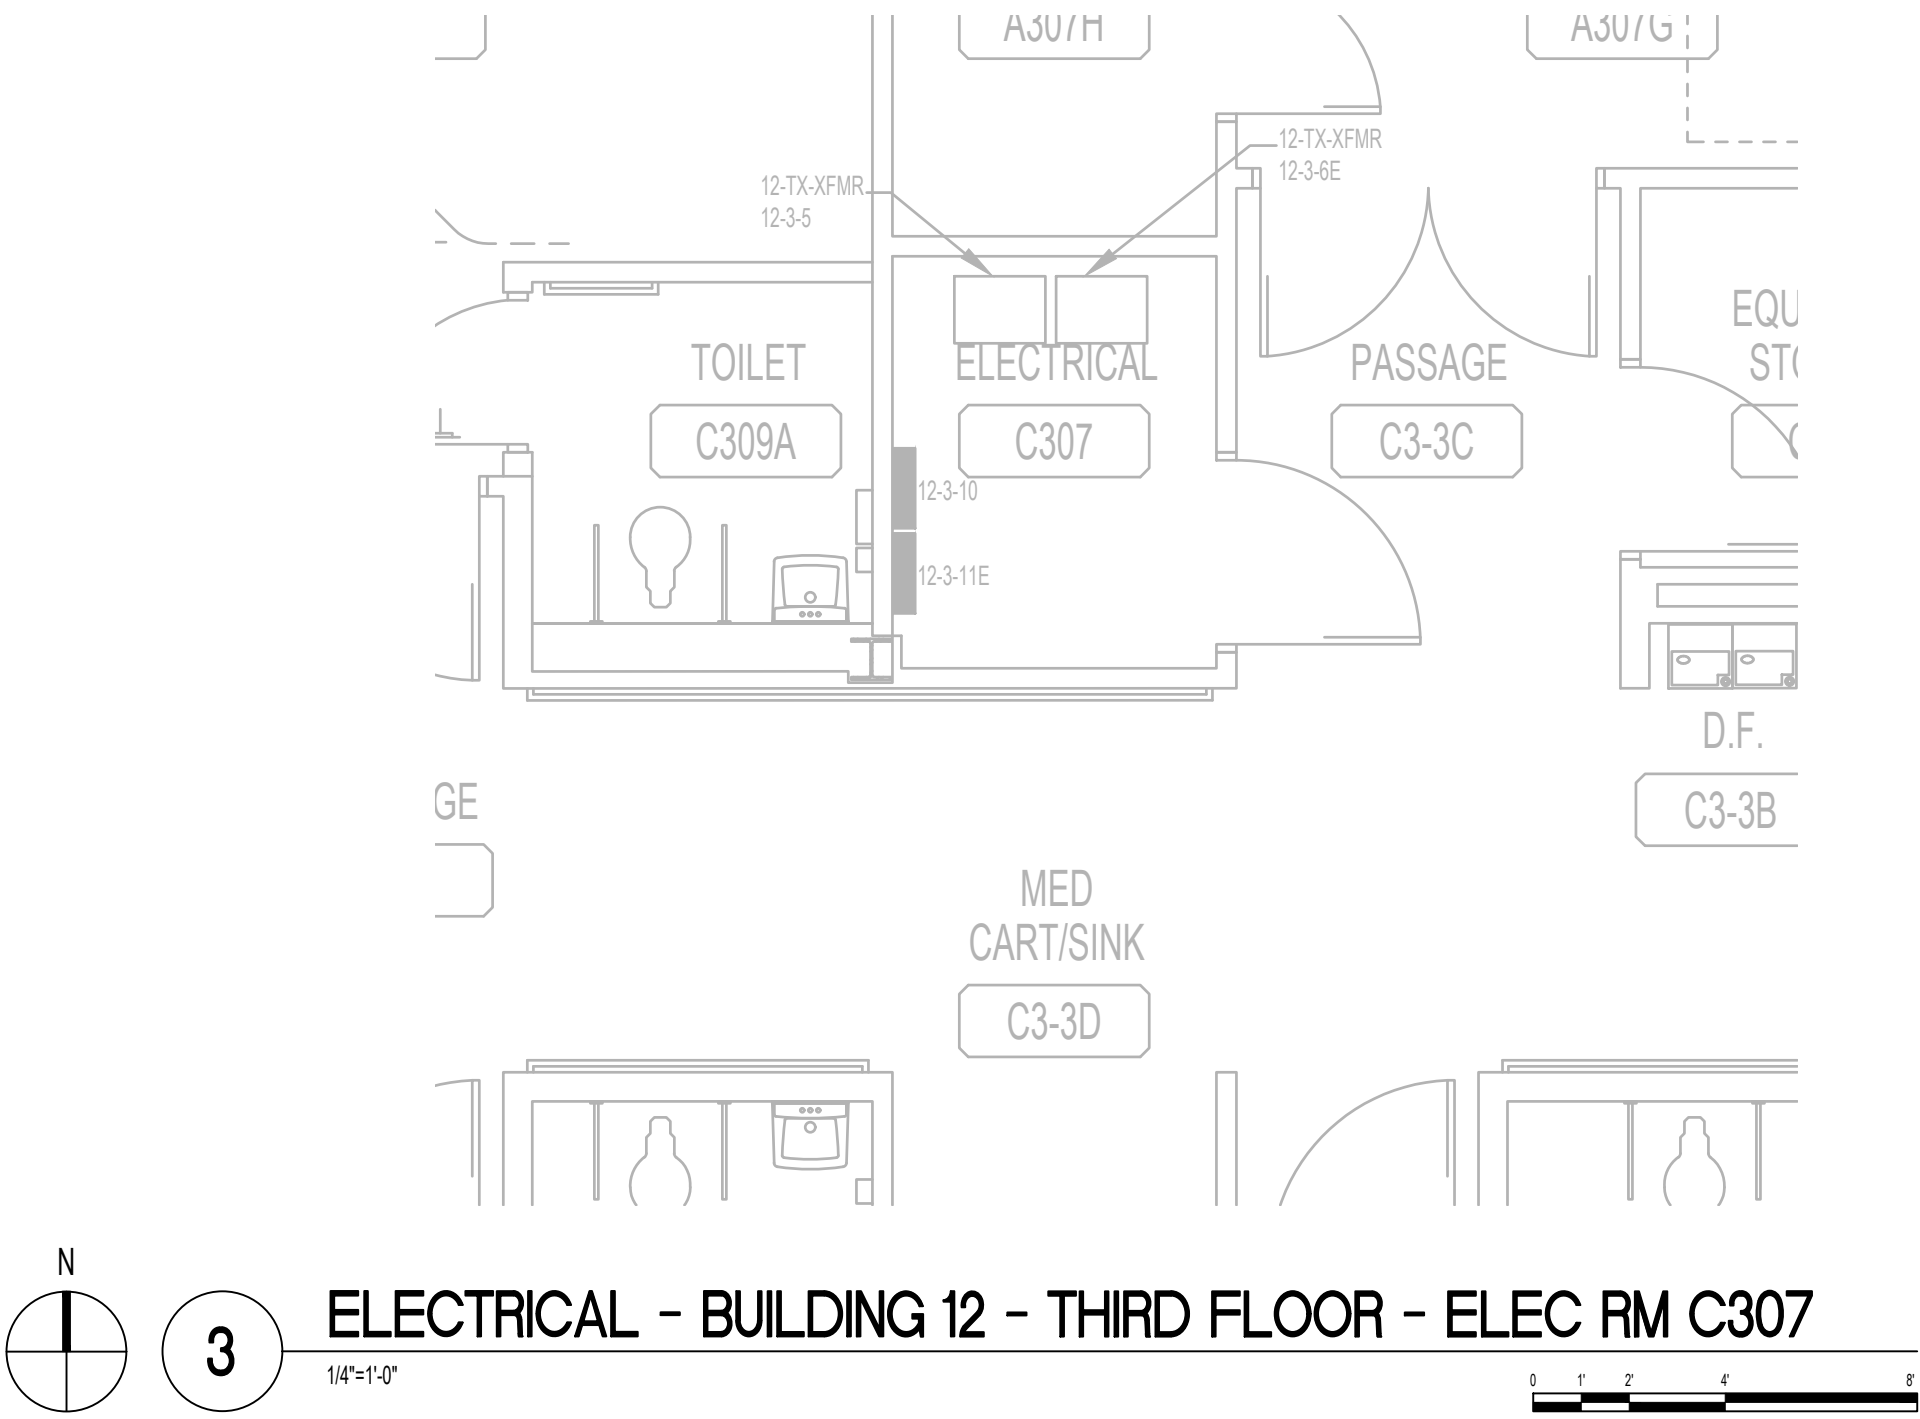 A307H
A307G
12-TX-XFMR
12-3-6E
12-TX-XFMR
12-3-5
EQU
STO
TOILET
ELECTRICAL
PASSAGE
C309A
C307
C3-3C
12-3-10
12-3-11E
D.F.
C3-3B
GE
MED
CART/SINK
C3-3D
N
3
ELECTRICAL - BUILDING 12 - THIRD FLOOR - ELEC RM C307
1/4"=1'-0"
0 1' 2' 4' 8'